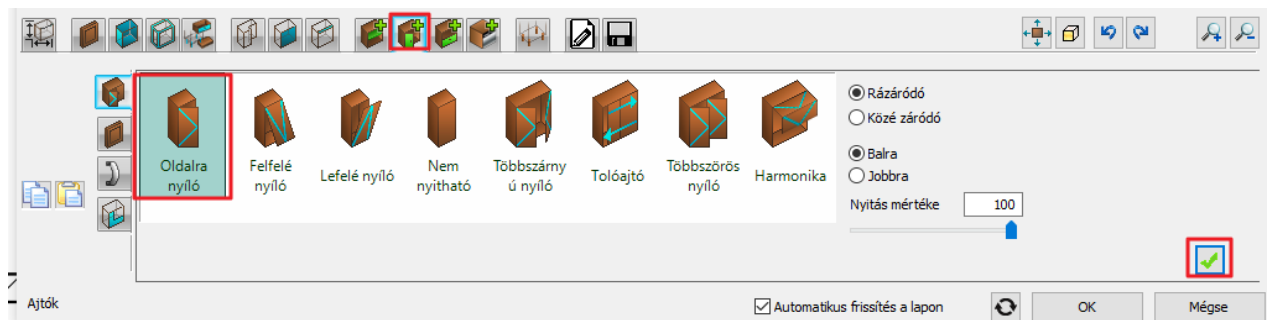 Oldalra
nyíló
Felfelé
nyíló
Lefelé nyíló
Nem
nyitható
Többszárny
ú nyíló
Tolóajtó
Többszörös
nyíló
Harmonika
Rázáródó
Közé záródó
Balra
Jobbra
Nyitás mértéke 100
Ajtók
Automatikus frissítés a lapon
OK
Mégse